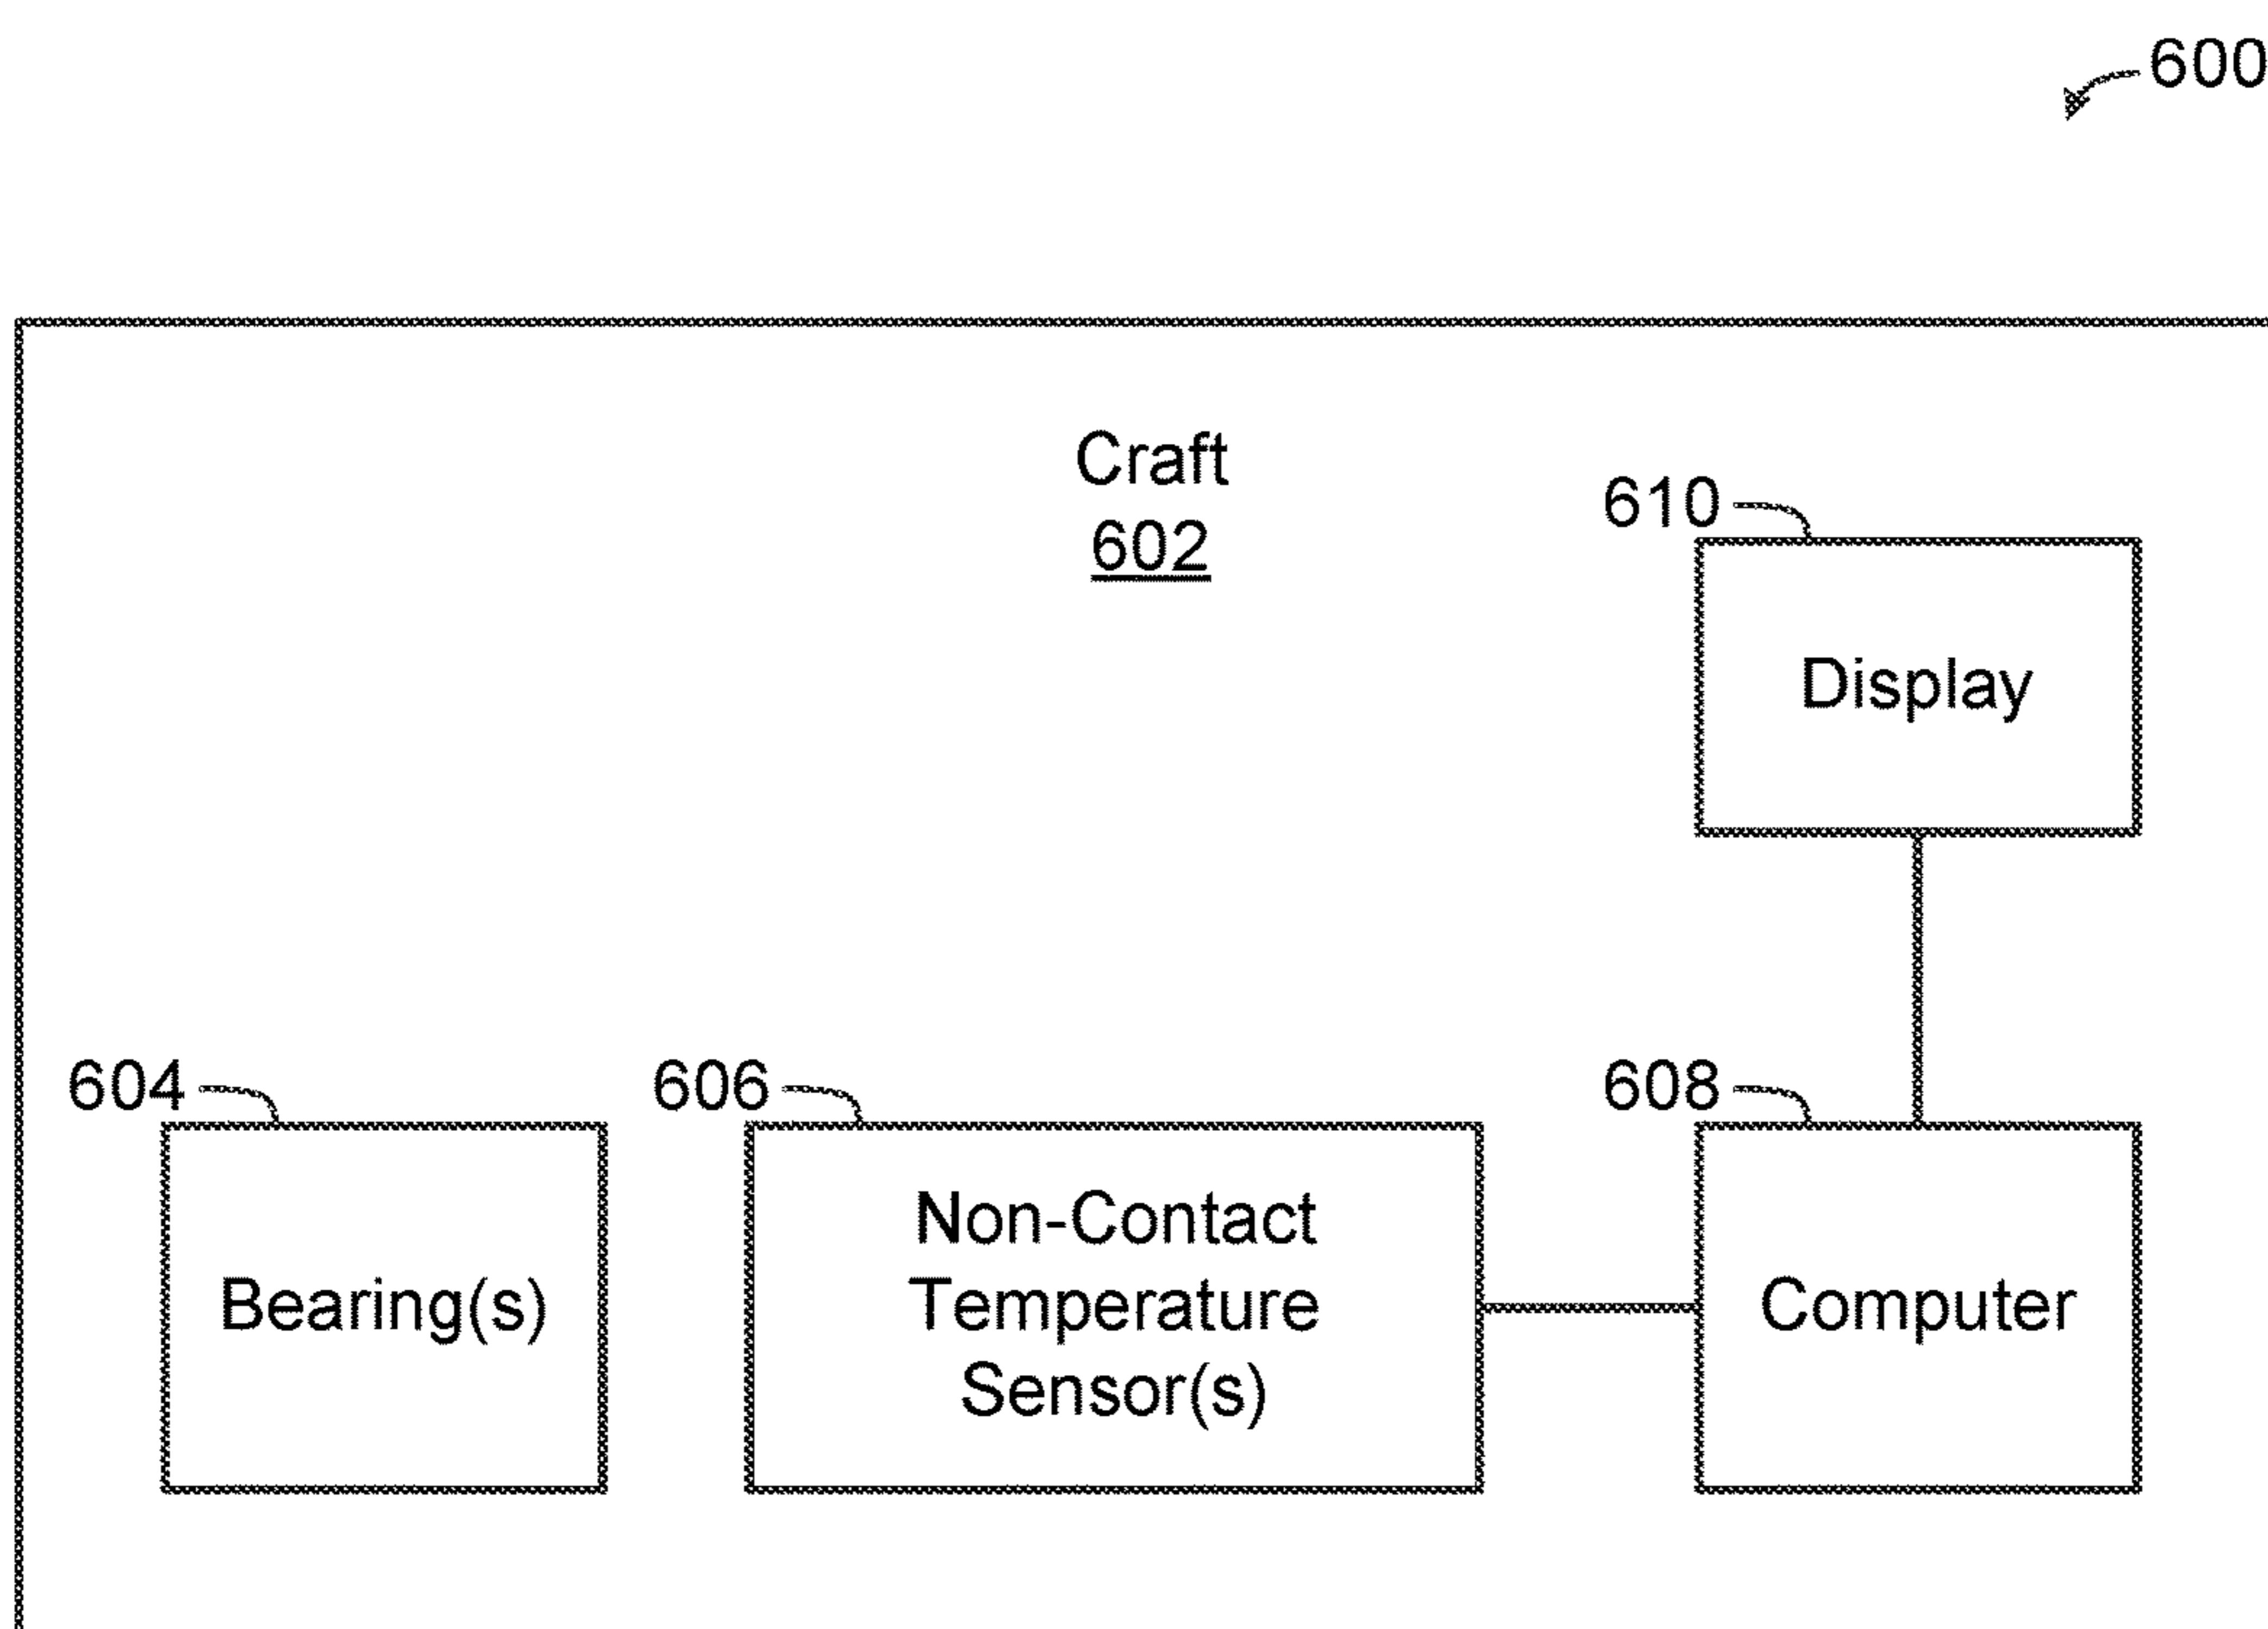 600
Craft
602
610
Display
604
606
608
Bearing(s)
Non-Contact
Temperature
Sensor(s)
Computer